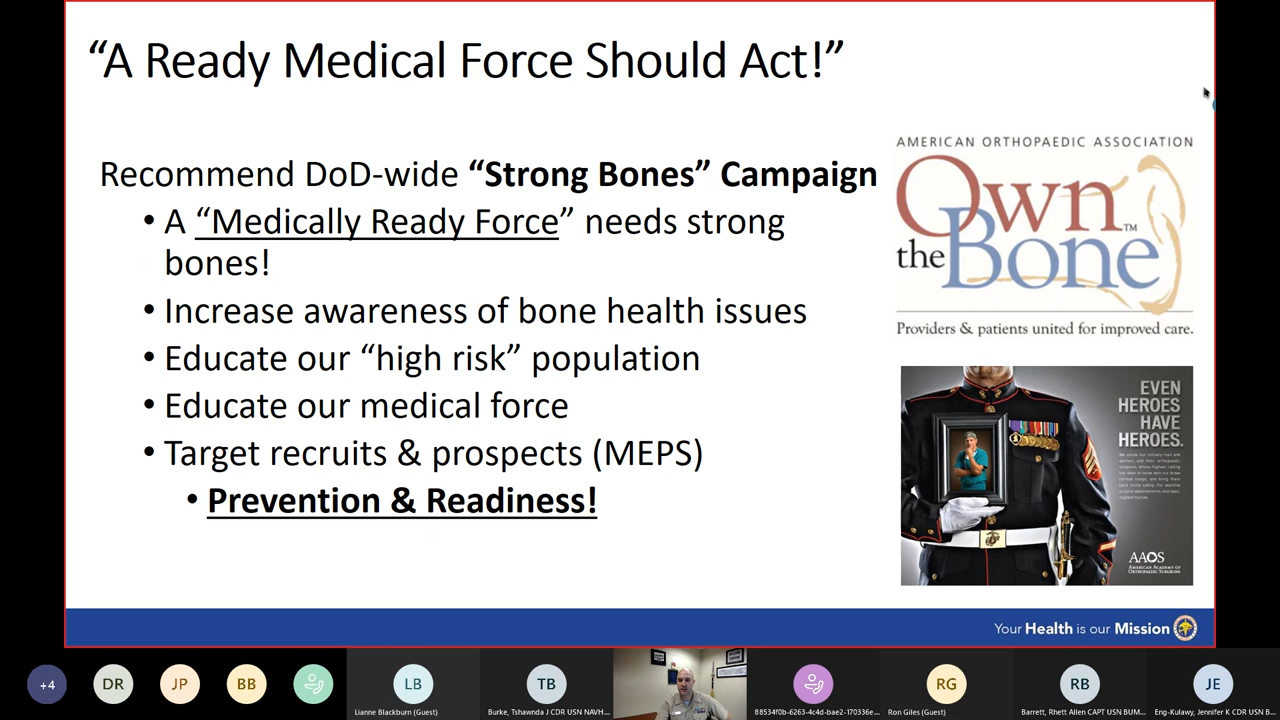 “A Ready Medical Force Should Act!”
Recommend DoD-wide “Strong Bones” Campaign
• A “Medically Ready Force” needs strong
bones!
• Increase awareness of bone health issues
• Educate our “high risk” population
• Educate our medical force
• Target recruits & prospects (MEPS)
• Prevention & Readiness!
AMERICAN ORTHOPAEDIC ASSOCIATION
Own
the Bone™
Providers & patients united for improved care.
EVEN
HEROES
HAVE
HEROES.
AAOS
AMERICAN ACADEMY OF
ORTHOPAEDIC SURGEONS
Your Health is our Mission
+4
DR
JP
BB
LB
TB
RG
RB
JE
Lianne Blackburn (Guest)
Burke, Tshawnda J CDR USN NAVH...
88534f0b-6263-4c4d-bae2-170336e...
Ron Giles (Guest)
Barrett, Rhett Allen CAPT USN BUM...
Eng-Kulawy, Jennifer K CDR USN B...